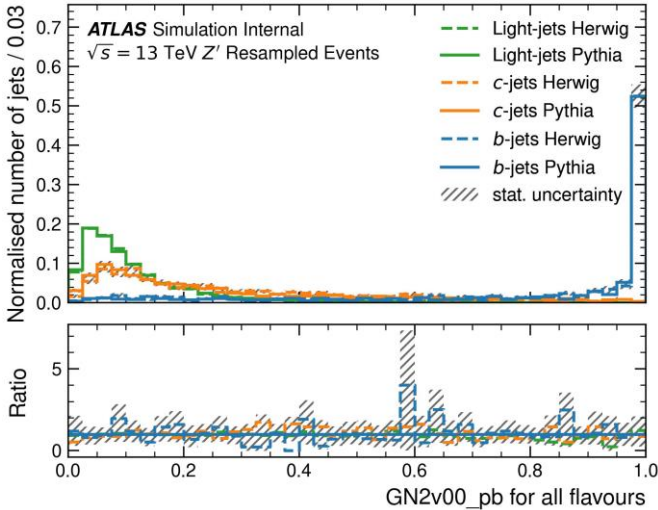 ATLAS Simulation Internal
√s = 13 TeV Z′ Resampled Events
Light-jets Herwig
Light-jets Pythia
c-jets Herwig
c-jets Pythia
b-jets Herwig
b-jets Pythia
stat. uncertainty
Normalised number of jets / 0.03
0.7
0.6
0.5
0.4
0.3
0.2
0.1
0.0
Ratio
5
0
0.0 0.2 0.4 0.6 0.8 1.0
GN2v00_pb for all flavours